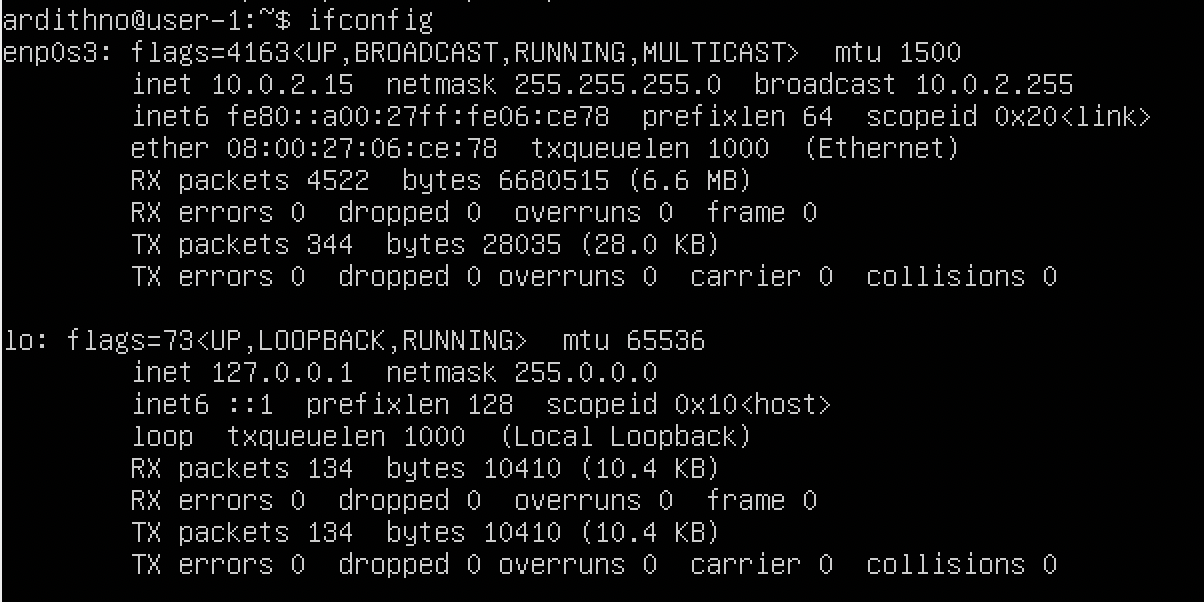 ardithno@user-1:~$ ifconfig
enp0s3: flags=4163<UP,BROADCAST,RUNNING,MULTICAST>  mtu 1500
        inet 10.0.2.15  netmask 255.255.255.0  broadcast 10.0.2.255
        inet6 fe80::a00:27ff:fe06:ce78  prefixlen 64  scopeid 0x20<link>
        ether 08:00:27:06:ce:78  txqueuelen 1000  (Ethernet)
        RX packets 4522  bytes 6680515 (6.6 MB)
        RX errors 0  dropped 0  overruns 0  frame 0
        TX packets 344  bytes 28035 (28.0 KB)
        TX errors 0  dropped 0 overruns 0  carrier 0  collisions 0

lo: flags=73<UP,LOOPBACK,RUNNING>  mtu 65536
        inet 127.0.0.1  netmask 255.0.0.0
        inet6 ::1  prefixlen 128  scopeid 0x10<host>
        loop  txqueuelen 1000  (Local Loopback)
        RX packets 134  bytes 10410 (10.4 KB)
        RX errors 0  dropped 0  overruns 0  frame 0
        TX packets 134  bytes 10410 (10.4 KB)
        TX errors 0  dropped 0 overruns 0  carrier 0  collisions 0